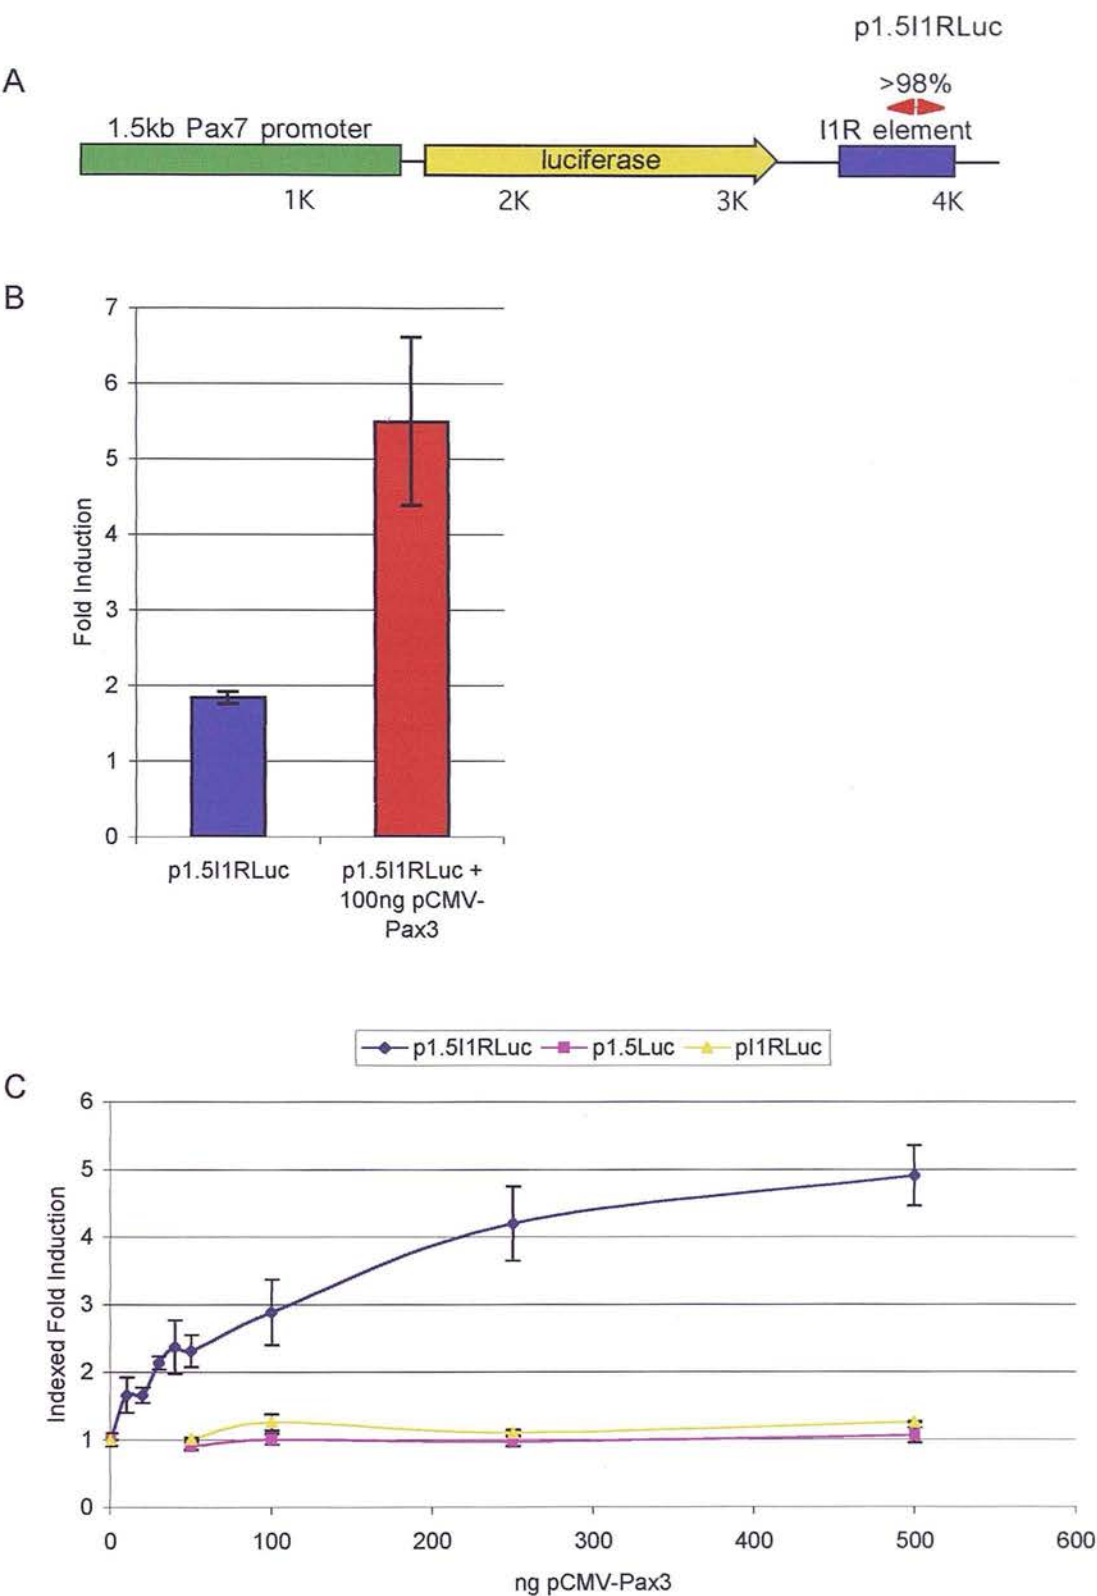 p1.5I1RLuc
A
>98%
1.5kb Pax7 promoter
I1R element
luciferase
1K
2K
3K
4K
B
7
6
5
4
3
2
1
0
Fold Induction
p1.5I1RLuc
p1.5I1RLuc +
100ng pCMV-
Pax3
p1.5I1RLuc
p1.5Luc
pI1RLuc
C
6
5
4
3
2
1
0
Indexed Fold Induction
0
100
200
300
400
500
600
ng pCMV-Pax3